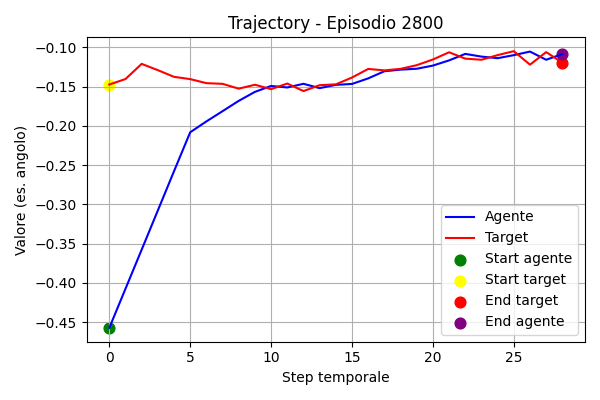 Trajectory - Episodio 2800
Valore (es. angolo)
−0.10
−0.15
−0.20
−0.25
−0.30
−0.35
−0.40
−0.45
Agente
Target
Start agente
Start target
End target
End agente
0 5 10 15 20 25
Step temporale